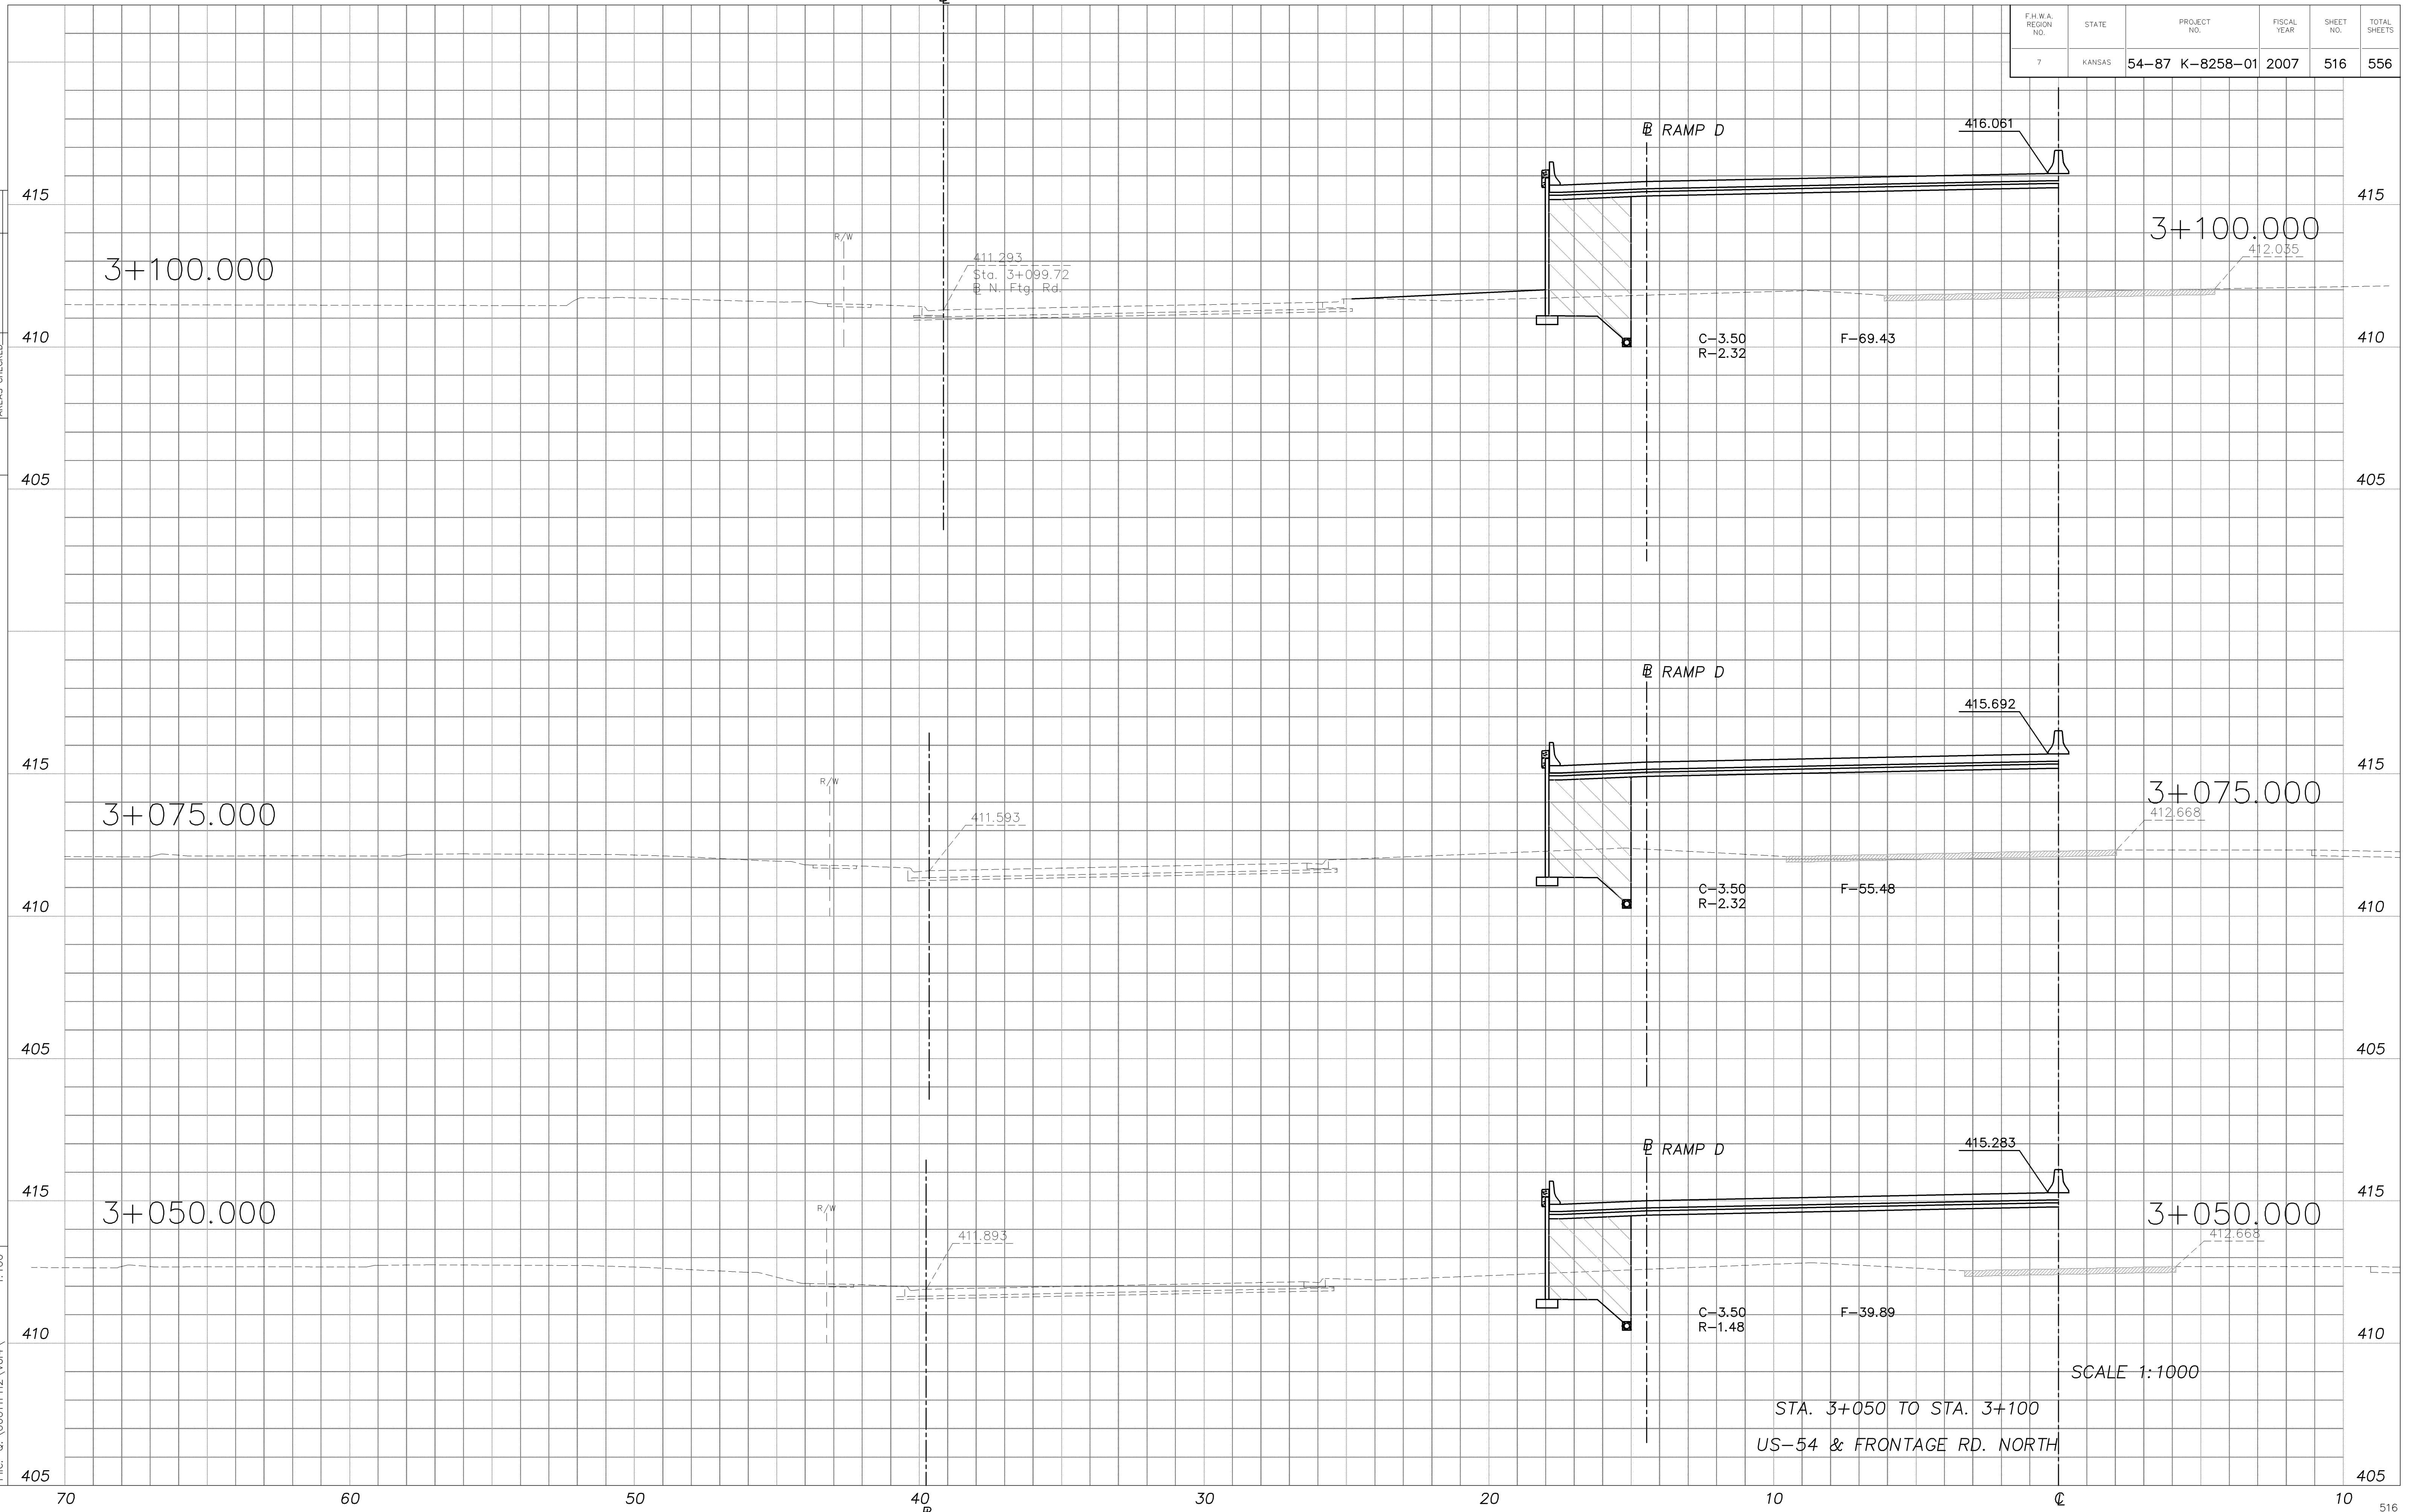 F.H.W.A. REGION NO.
STATE
PROJECT NO.
FISCAL YEAR
SHEET NO.
TOTAL SHEETS
7
KANSAS
54-87 K-8258-01
2007
516
556
℄ RAMP D
416.061
415
415
3+100.000
3+100.000
R/W
411.293
Sta. 3+099.72
N. Ftg. Rd.
412.035
410
410
C-3.50
R-2.32
F-69.43
405
405
RAMP D
415.692
415
415
3+075.000
3+075.000
R/W
411.593
412.668
410
410
C-3.50
R-2.32
F-55.48
405
405
RAMP D
415.283
415
415
3+050.000
3+050.000
R/W
411.893
412.668
410
410
C-3.50
R-1.48
F-39.89
SCALE 1:1000
STA. 3+050 TO STA. 3+100
US-54 & FRONTAGE RD. NORTH
405
405
70
60
50
40
30
20
10
℄
10
516